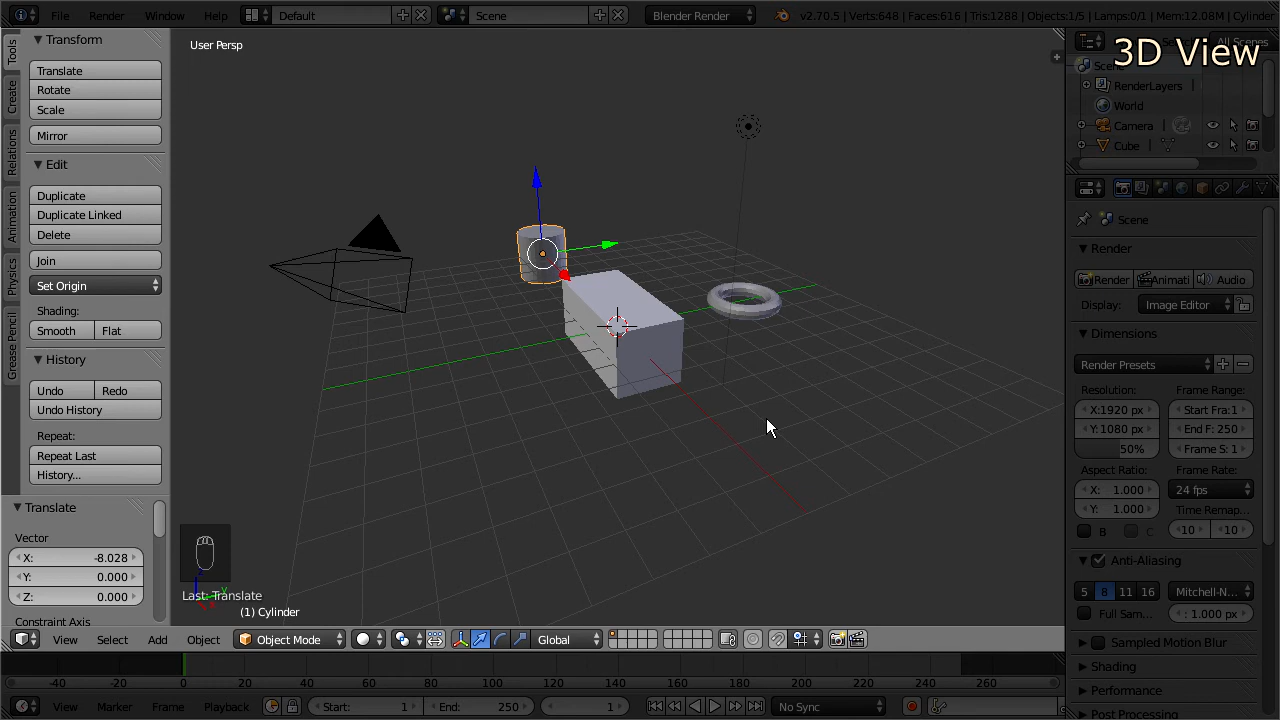 File Render Window Help Default Scene Blender Render v2.70.5 | Verts:648 | Faces:616 | Tris:1288 | Objects:1/5 | Lamps:0/1 | Mem:12.08M | Cylinder
3D View
All Scenes
Tools
Create
Relations
Animation
Physics
Grease Pencil
Transform
Translate
Rotate
Scale
Mirror
Edit
Duplicate
Duplicate Linked
Delete
Join
Set Origin
Shading:
Smooth Flat
History
Undo Redo
Undo History
Repeat:
Repeat Last
History...
Translate
Vector
X: -8.028
Y: 0.000
Z: 0.000
Constraint Axis
User Persp
Last: Translate
(1) Cylinder
View Select Add Object Object Mode Global
-40 -20 0 20 40 60 80 100 120 140 160 180 200 220 240 260
View Marker Frame Playback Start: 1 End: 250 1 No Sync
Scene
RenderLayers
World
Camera
Cube
Scene
Render
Render Animati Audio
Display: Image Editor
Dimensions
Render Presets
Resolution: Frame Range:
X:1920 px Start Fra:1
Y: 1080 px End F: 250
50% Frame S: 1
Aspect Ratio: Frame Rate:
X: 1.000 24 fps
Y: 1.000 Time Remap...
B C 10 10
Anti-Aliasing
5 8 11 16 Mitchell-N...
Full Sam... : 1.000 px
Sampled Motion Blur
Shading
Performance
Post Processing